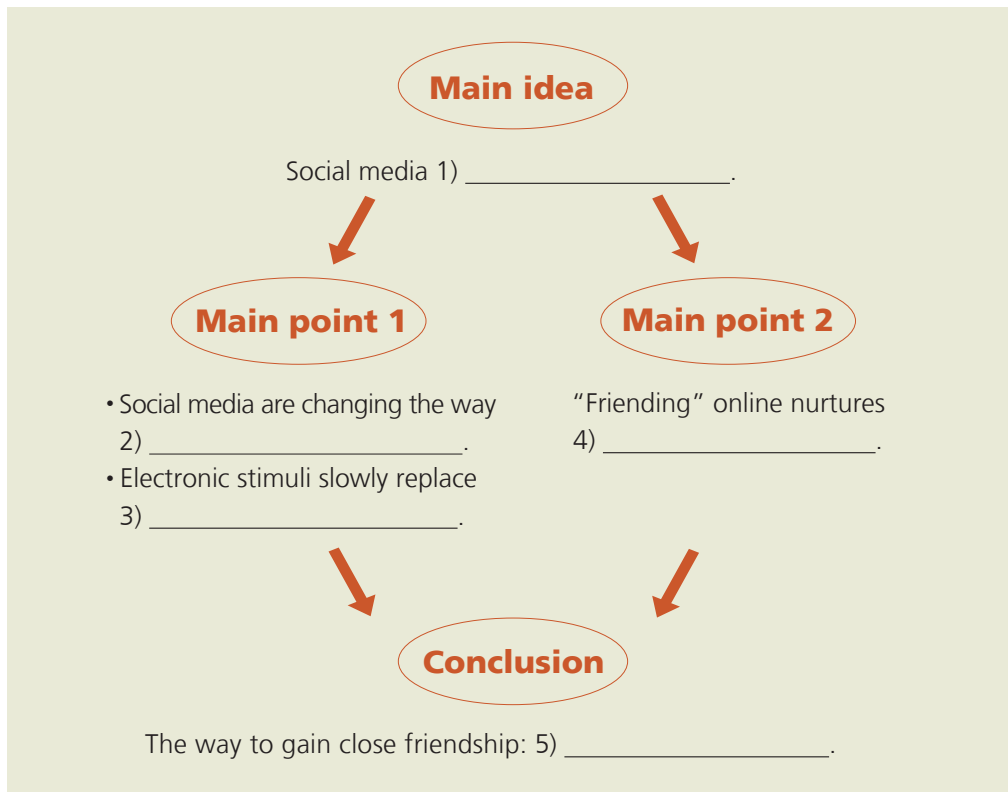 Main idea
Social media 1) ____________________.
Main point 1
Main point 2
• Social media are changing the way
2) ________________________.
• Electronic stimuli slowly replace
3) ________________________.
“Friending” online nurtures
4) _____________________.
Conclusion
The way to gain close friendship: 5) ____________________.